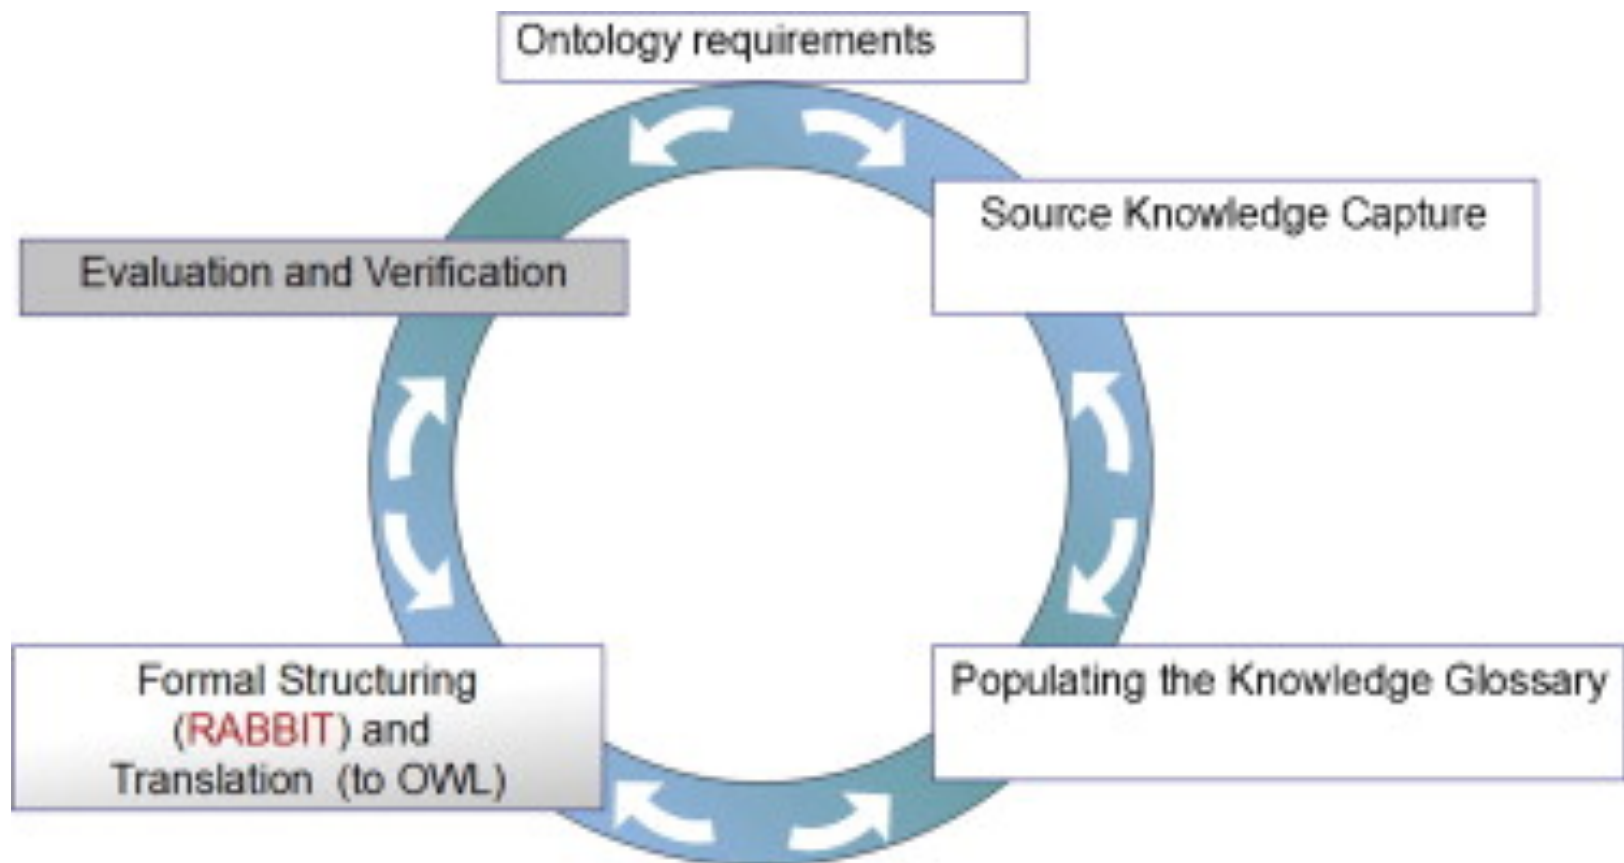 Ontology requirements
Source Knowledge Capture
Evaluation and Verification
Formal Structuring
(RABBIT) and
Translation (to OWL)
Populating the Knowledge Glossary